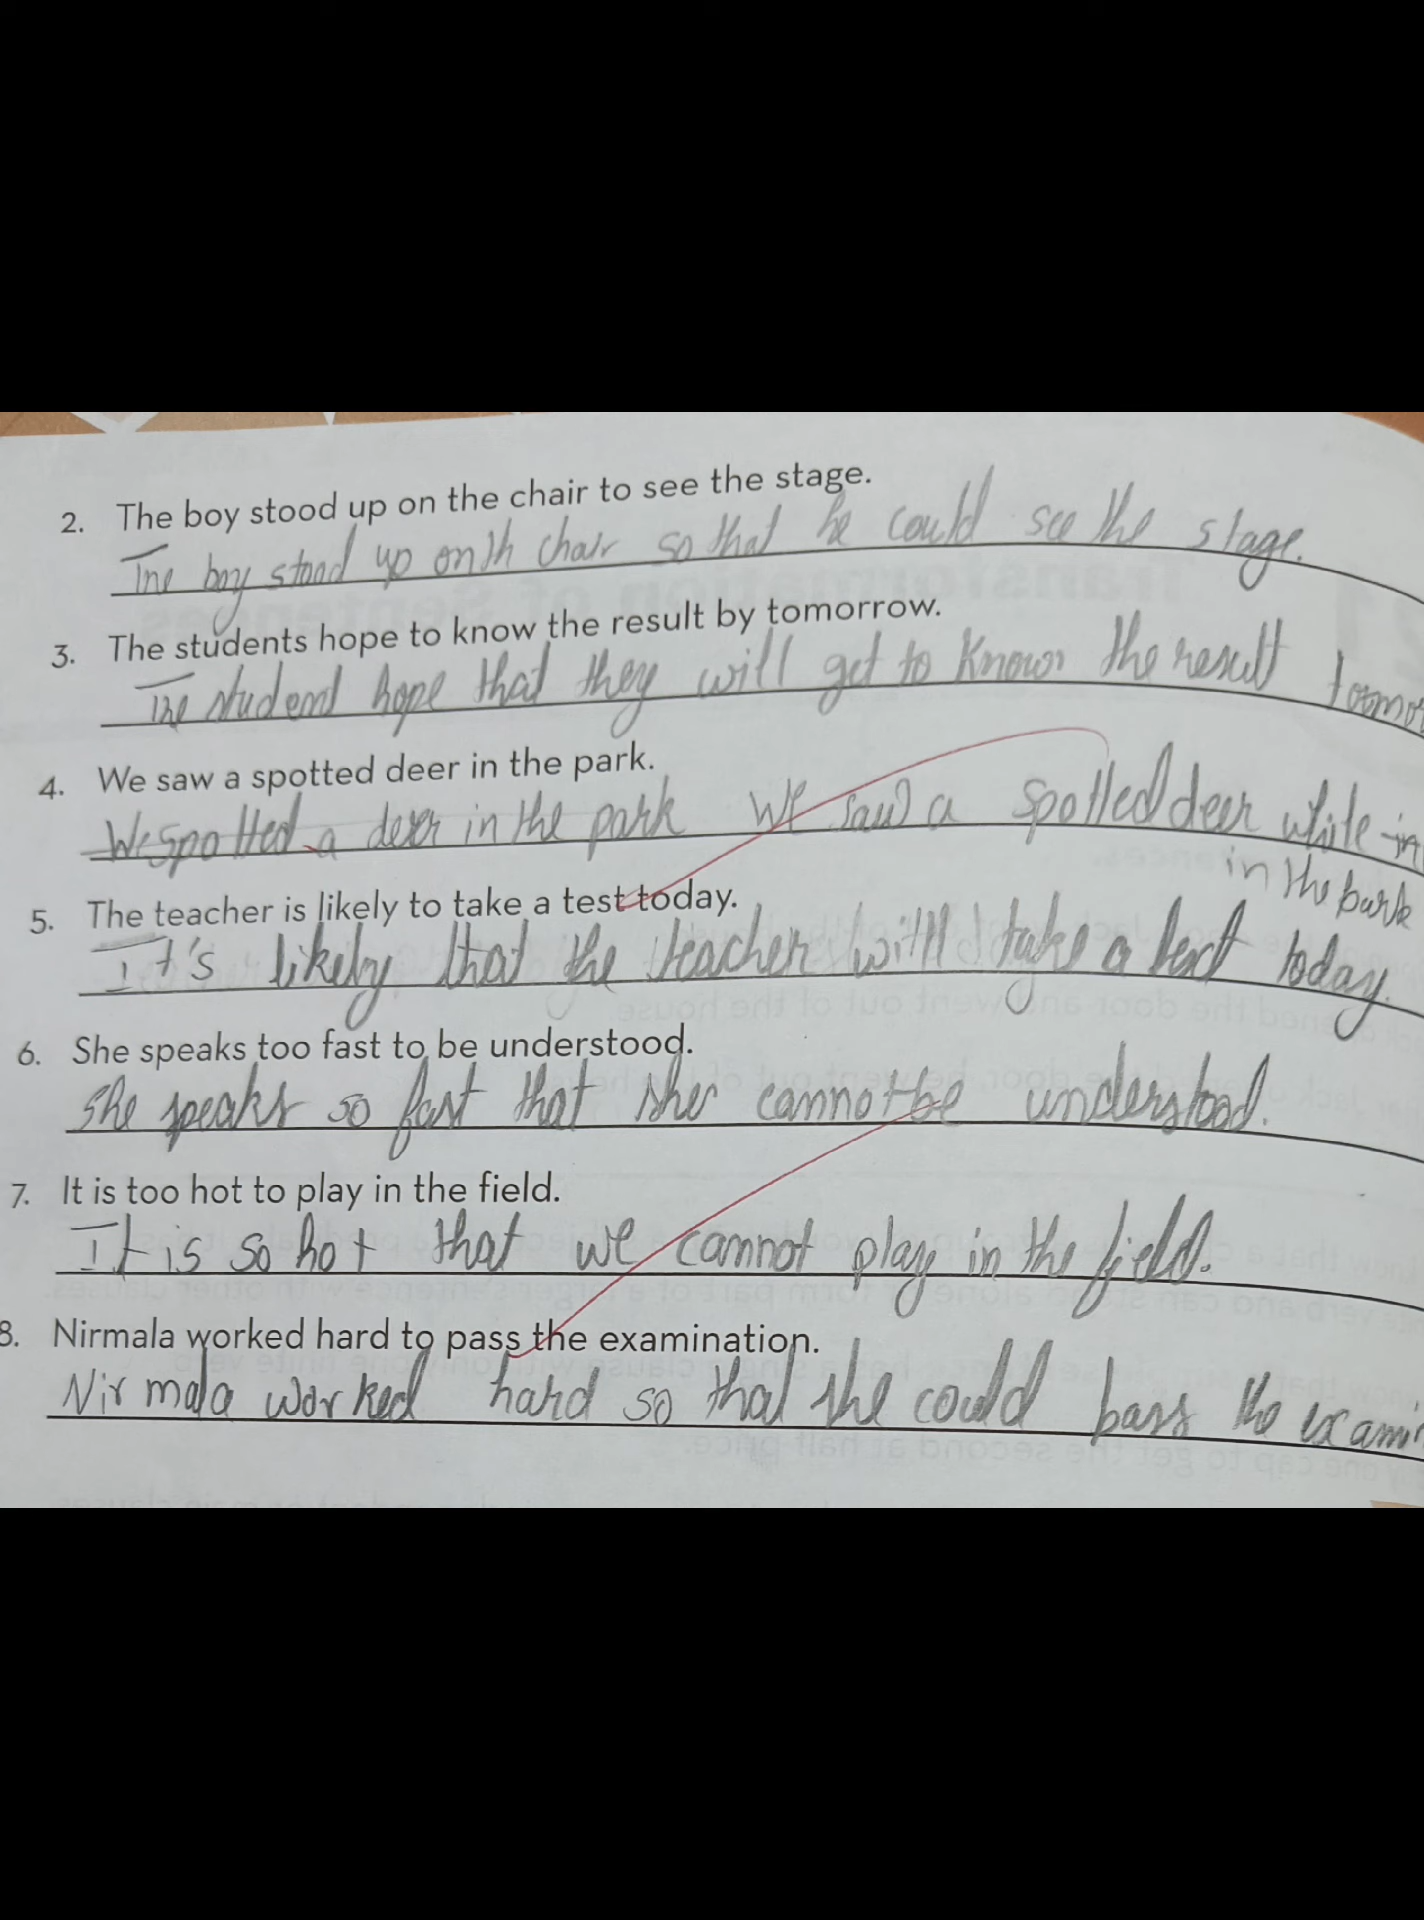 2. The boy stood up on the chair to see the stage.
The boy stood up on th chair so that he could see the stage.
3. The students hope to know the result by tomorrow.
The student hope that they will get to know the result
4. We saw a spotted deer in the park.
We spotted a deer in the park We saw a spotted deer while in
in the park
5. The teacher is likely to take a test today.
It's likely that the teacher will take a test today.
6. She speaks too fast to be understood.
She speaks so fast that she cannot be understood.
7. It is too hot to play in the field.
It is so hot that we cannot play in the field.
8. Nirmala worked hard to pass the examination.
Nirmala worked hard so that she could pass the exami